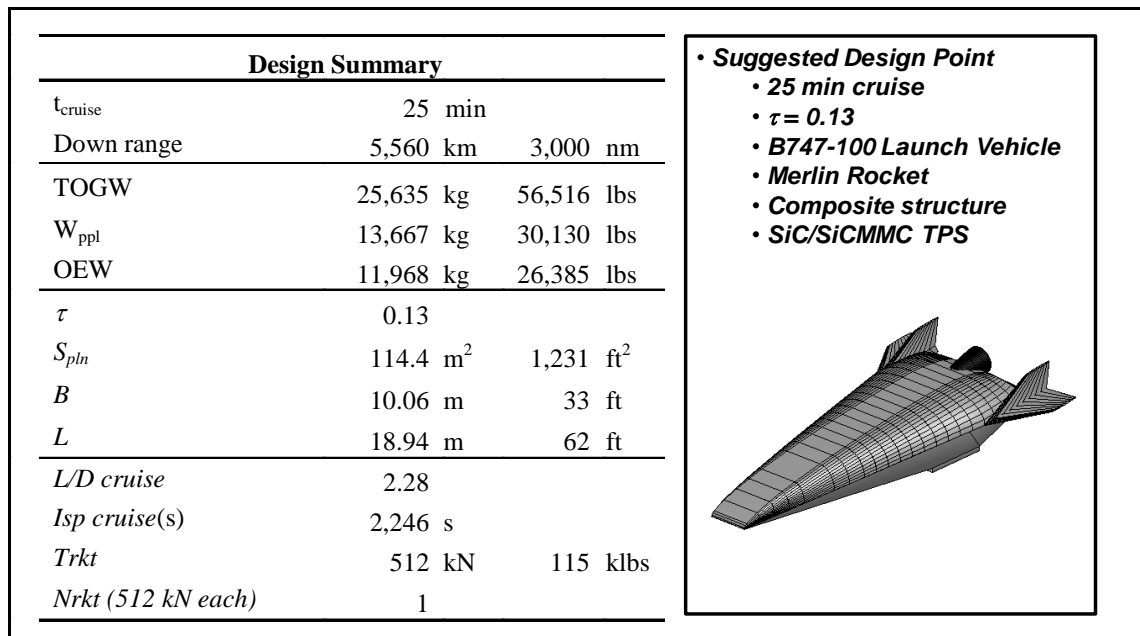 Design Summary
t_cruise 25 min
Down range 5,560 km 3,000 nm
TOGW 25,635 kg 56,516 lbs
W_ppl 13,667 kg 30,130 lbs
OEW 11,968 kg 26,385 lbs
τ 0.13
S_pln 114.4 m² 1,231 ft²
B 10.06 m 33 ft
L 18.94 m 62 ft
L/D cruise 2.28
Isp cruise(s) 2,246 s
Trkt 512 kN 115 klbs
Nrkt (512 kN each) 1
• Suggested Design Point
• 25 min cruise
• τ = 0.13
• B747-100 Launch Vehicle
• Merlin Rocket
• Composite structure
• SiC/SiCMMC TPS